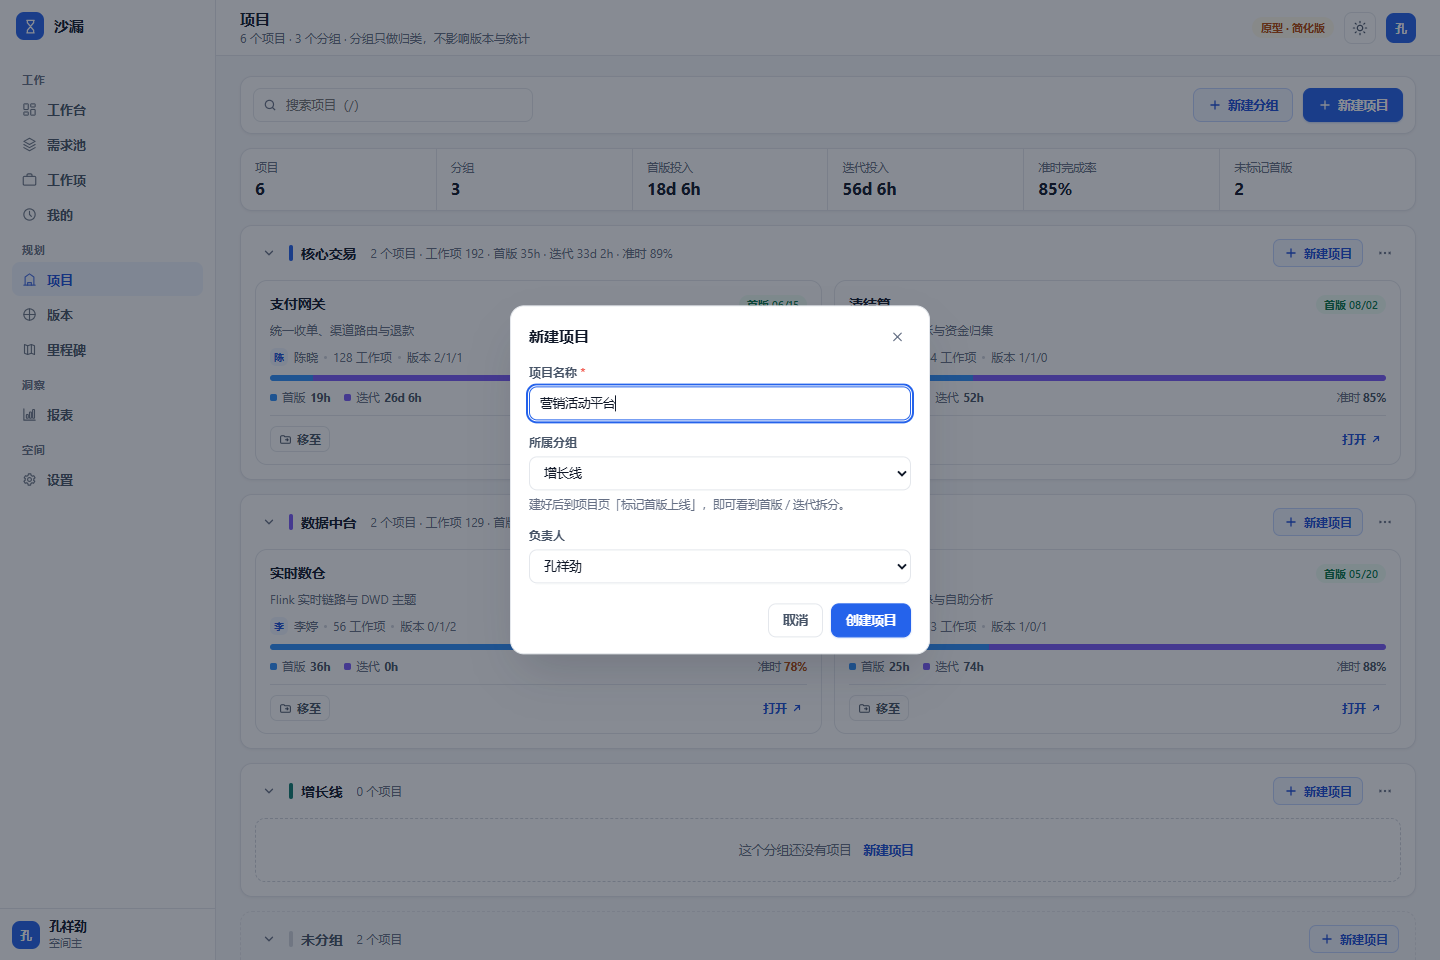 沙漏
工作
工作台
需求池
工作项
我的
规划
项目
版本
里程碑
洞察
报表
空间
设置
孔
孔祥劲
空间主
项目
6 个项目 · 3 个分组 · 分组只做归类，不影响版本与统计
原型 · 简化版
孔
搜索项目（/）
新建分组
新建项目
项目
6
分组
3
首版投入
18d 6h
迭代投入
56d 6h
准时完成率
85%
未标记首版
2
核心交易
2 个项目 · 工作项 192 · 首版 35h · 迭代 33d 2h · 准时 89%
新建项目
支付网关
统一收单、渠道路由与退款
陈 陈晓 · 128 工作项 · 版本 2/1/1
首版 19h 迭代 26d 6h
移至
首版 08/02
与资金归集
4 工作项 · 版本 1/1/0
迭代 52h
准时 85%
打开
新建项目
项目名称 *
营销活动平台
所属分组
增长线
建好后到项目页「标记首版上线」，即可看到首版 / 迭代拆分。
负责人
孔祥劲
取消
创建项目
数据中台
2 个项目 · 工作项 129 · 首
新建项目
实时数仓
Flink 实时链路与 DWD 主题
李 李婷 · 56 工作项 · 版本 0/1/2
首版 36h 迭代 0h
准时 78%
移至
打开
首版 05/20
与自助分析
3 工作项 · 版本 1/0/1
首版 25h 迭代 74h
准时 88%
移至
打开
增长线
0 个项目
新建项目
这个分组还没有项目 新建项目
未分组
2 个项目
新建项目